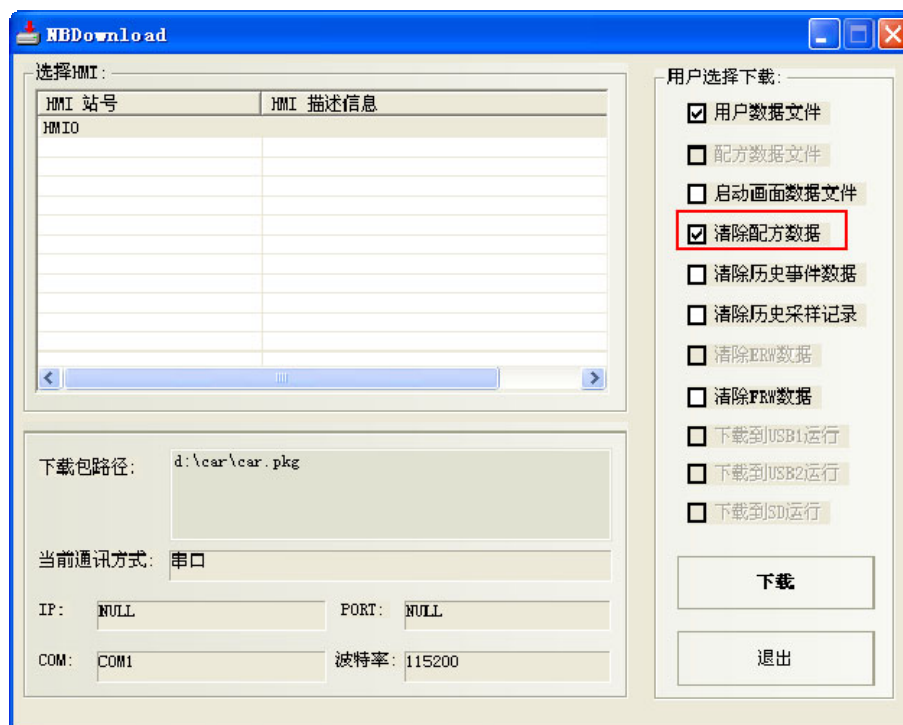 NBDownload
选择HMI:
HMI 站号 HMI 描述信息
HMI0
下载包路径: d:\car\car.pkg
当前通讯方式: 串口
IP: NULL PORT: NULL
COM: COM1 波特率: 115200
用户选择下载:
用户数据文件
配方数据文件
启动画面数据文件
清除配方数据
清除历史事件数据
清除历史采样记录
清除ERW数据
清除FRW数据
下载到USB1运行
下载到USB2运行
下载到SD运行
下载
退出